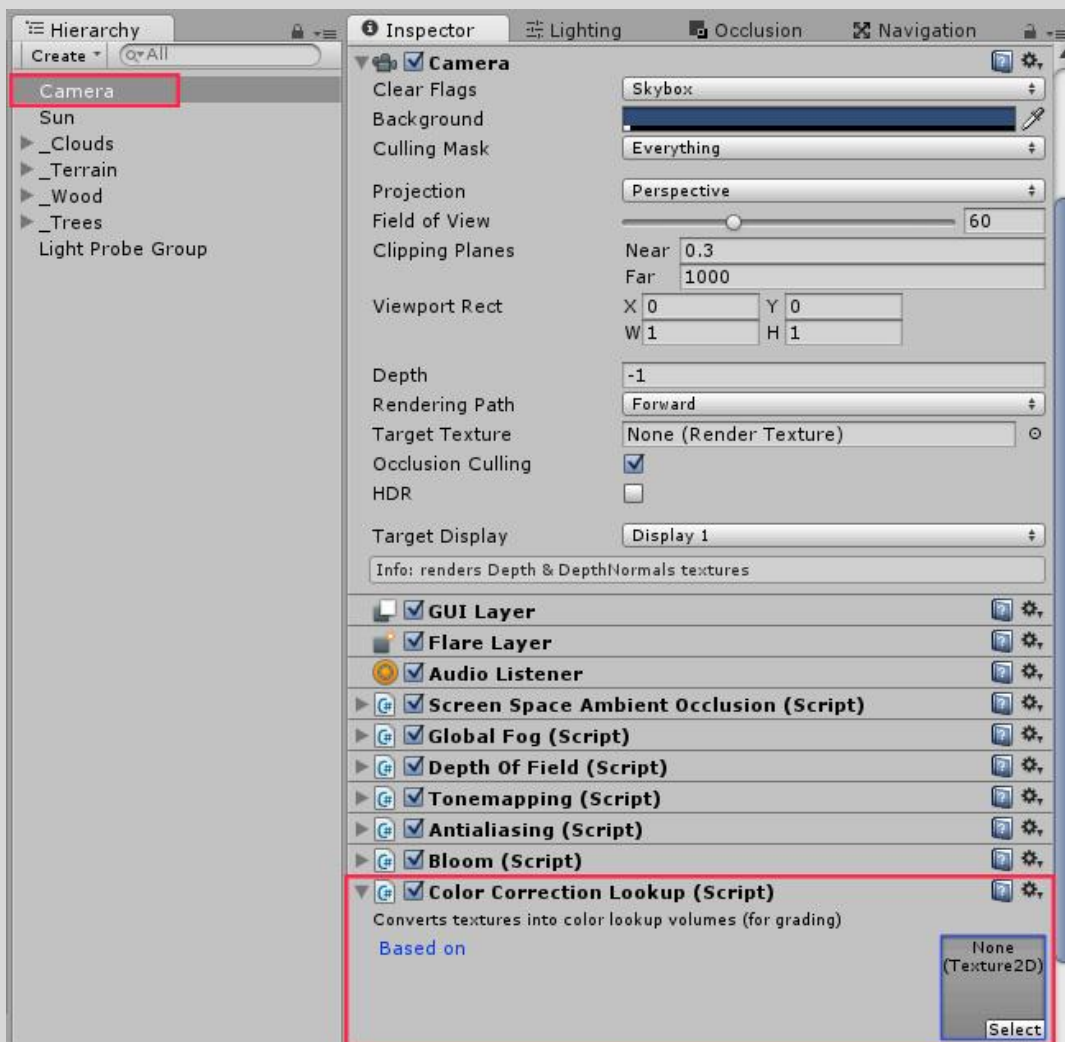 Hierarchy
Create
All
Camera
Sun
_Clouds
_Terrain
_Wood
_Trees
Light Probe Group
Inspector Lighting Occlusion Navigation
Camera
Clear Flags Skybox
Background
Culling Mask Everything
Projection Perspective
Field of View 60
Clipping Planes Near 0.3
Far 1000
Viewport Rect X 0 Y 0
W 1 H 1
Depth -1
Rendering Path Forward
Target Texture None (Render Texture)
Occlusion Culling
HDR
Target Display Display 1
Info: renders Depth & DepthNormals textures
GUI Layer
Flare Layer
Audio Listener
Screen Space Ambient Occlusion (Script)
Global Fog (Script)
Depth Of Field (Script)
Tonemapping (Script)
Antialiasing (Script)
Bloom (Script)
Color Correction Lookup (Script)
Converts textures into color lookup volumes (for grading)
Based on
None
(Texture2D)
Select